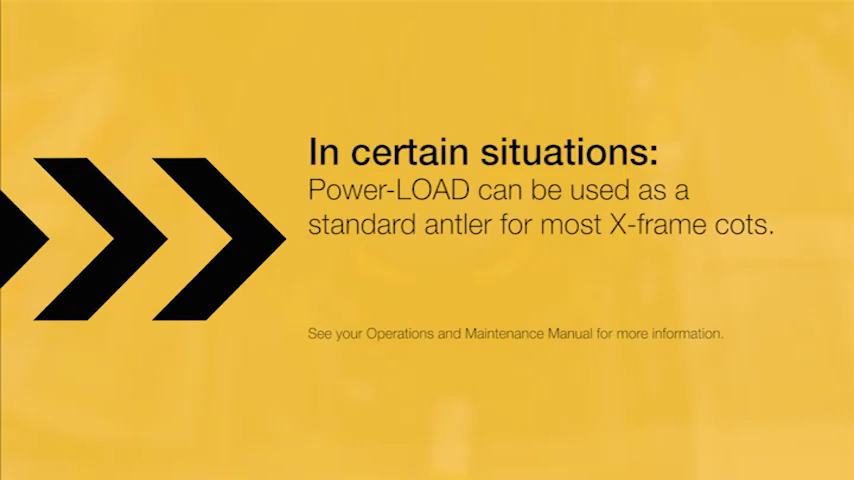 In certain situations:
Power-LOAD can be used as a
standard antler for most X-frame cots.
See your Operations and Maintenance Manual for more information.